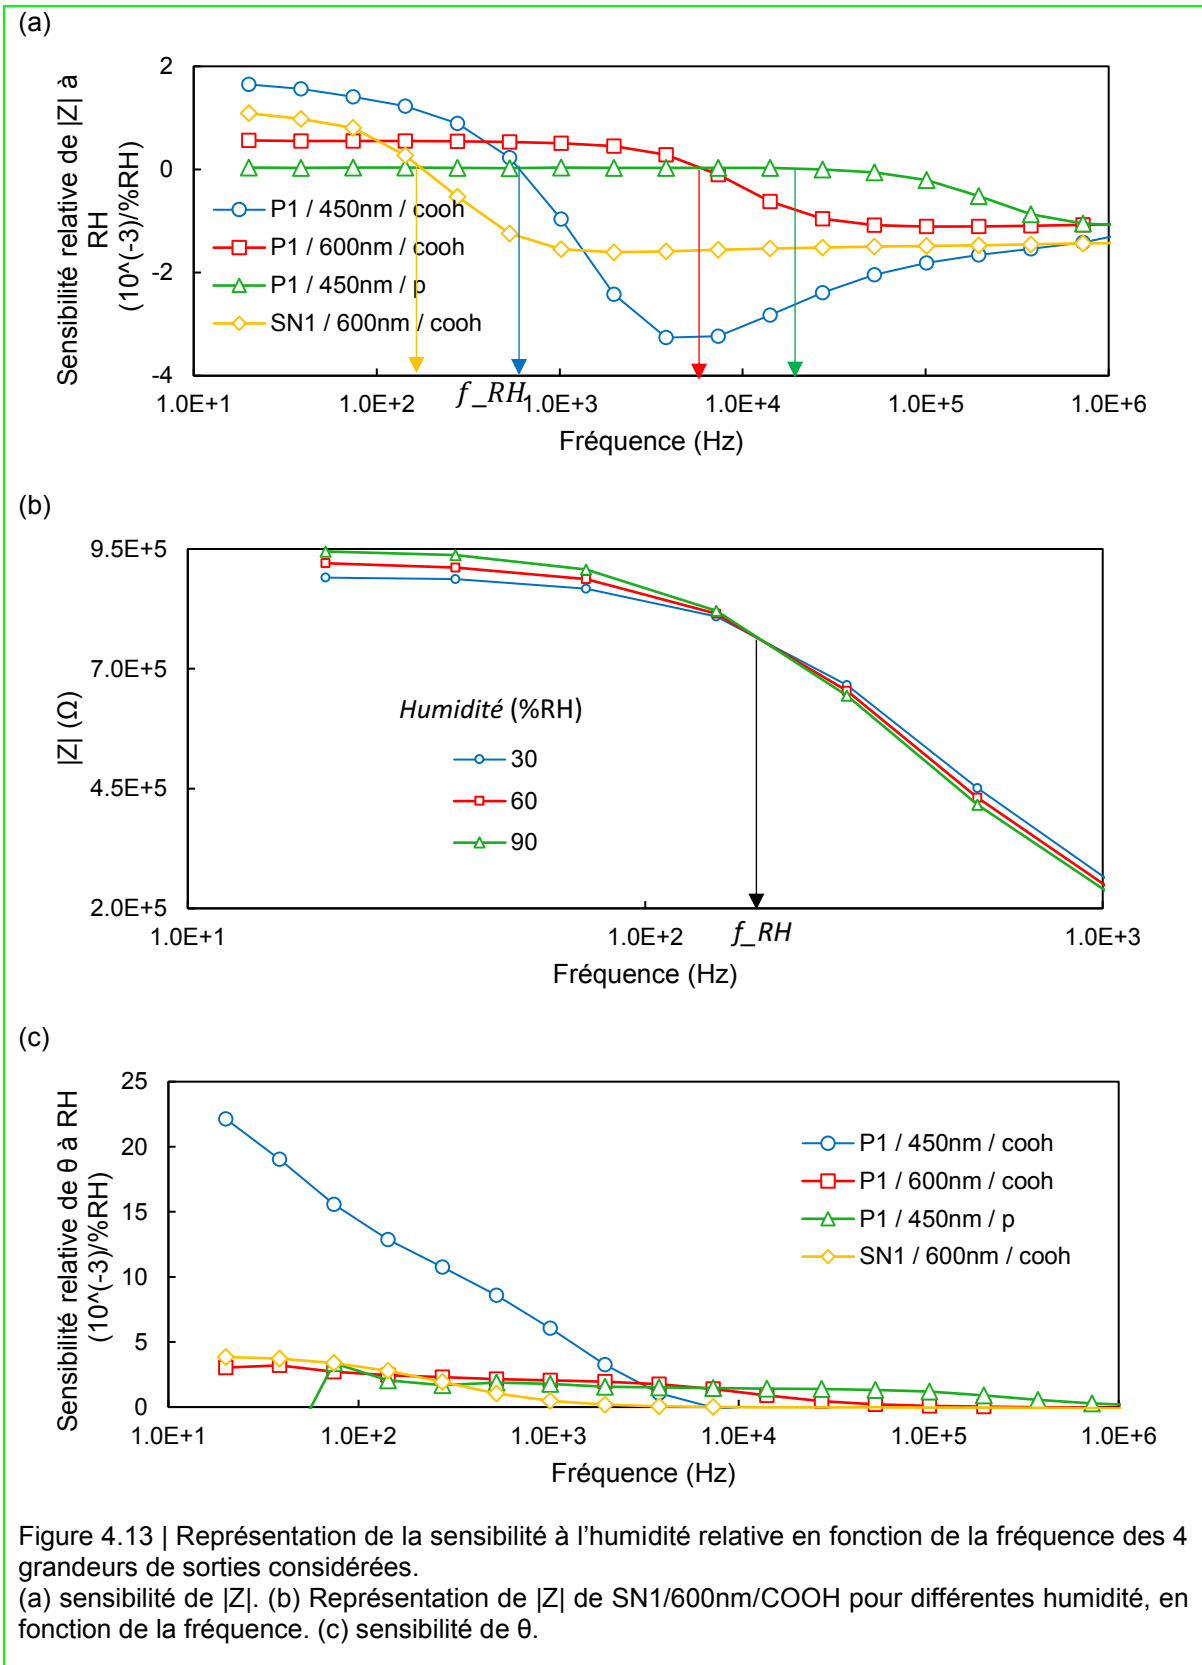 (a)
Sensibilité relative de |Z| à
RH
(10^(-3)/%RH)
2
0
-2
-4
P1 / 450nm / cooh
P1 / 600nm / cooh
P1 / 450nm / p
SN1 / 600nm / cooh
f_RH
1.0E+1
1.0E+2
1.0E+3
1.0E+4
1.0E+5
1.0E+6
Fréquence (Hz)
(b)
|Z| (Ω)
9.5E+5
7.0E+5
4.5E+5
2.0E+5
Humidité (%RH)
30
60
90
1.0E+1
1.0E+2
f_RH
1.0E+3
Fréquence (Hz)
(c)
Sensibilité relative de θ à RH
(10^(-3)/%RH)
25
20
15
10
5
0
P1 / 450nm / cooh
P1 / 600nm / cooh
P1 / 450nm / p
SN1 / 600nm / cooh
1.0E+1
1.0E+2
1.0E+3
1.0E+4
1.0E+5
1.0E+6
Fréquence (Hz)
Figure 4.13 | Représentation de la sensibilité à l’humidité relative en fonction de la fréquence des 4
grandeurs de sorties considérées.
(a) sensibilité de |Z|. (b) Représentation de |Z| de SN1/600nm/COOH pour différentes humidité, en
fonction de la fréquence. (c) sensibilité de θ.